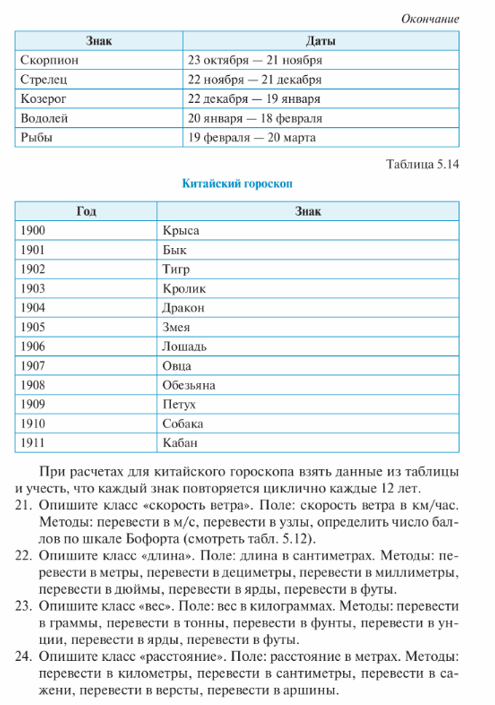 Окончание
Знак Даты
Скорпион 23 октября — 21 ноября
Стрелец 22 ноября — 21 декабря
Козерог 22 декабря — 19 января
Водолей 20 января — 18 февраля
Рыбы 19 февраля — 20 марта
Таблица 5.14
Китайский гороскоп
Год Знак
1900 Крыса
1901 Бык
1902 Тигр
1903 Кролик
1904 Дракон
1905 Змея
1906 Лошадь
1907 Овца
1908 Обезьяна
1909 Петух
1910 Собака
1911 Кабан
При расчетах для китайского гороскопа взять данные из таблицы
и учесть, что каждый знак повторяется циклично каждые 12 лет.
21. Опишите класс «скорость ветра». Поле: скорость ветра в км/час.
Методы: перевести в м/с, перевести в узлы, определить число бал-
лов по шкале Бофорта (смотреть табл. 5.12).
22. Опишите класс «длина». Поле: длина в сантиметрах. Методы: пе-
ревести в метры, перевести в дециметры, перевести в миллиметры,
перевести в дюймы, перевести в ярды, перевести в футы.
23. Опишите класс «вес». Поле: вес в килограммах. Методы: перевести
в граммы, перевести в тонны, перевести в фунты, перевести в ун-
ции, перевести в ярды, перевести в футы.
24. Опишите класс «расстояние». Поле: расстояние в метрах. Методы:
перевести в километры, перевести в сантиметры, перевести в са-
жени, перевести в версты, перевести в аршины.